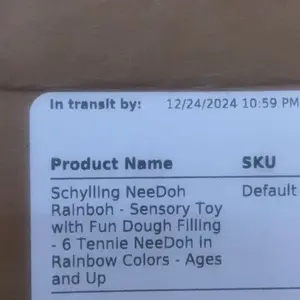 In transit by: 12/24/2024 10:59 PM
Product Name SKU
Schylling NeeDoh Default
Rainboh - Sensory Toy
with Fun Dough Filling
- 6 Teenie NeeDoh in
Rainbow Colors - Ages
and Up